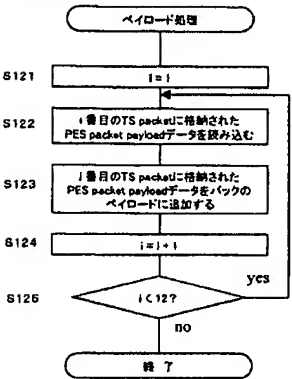 ペイロード処理
S121
i = 1
S122
i 番目のTS packetに格納された
PES packet payloadデータを読み込む
S123
i 番目のTS packetに格納された
PES packet payloadデータをパックの
ペイロードに追加する
S124
i = i + 1
yes
S125
i < 12?
no
終 了